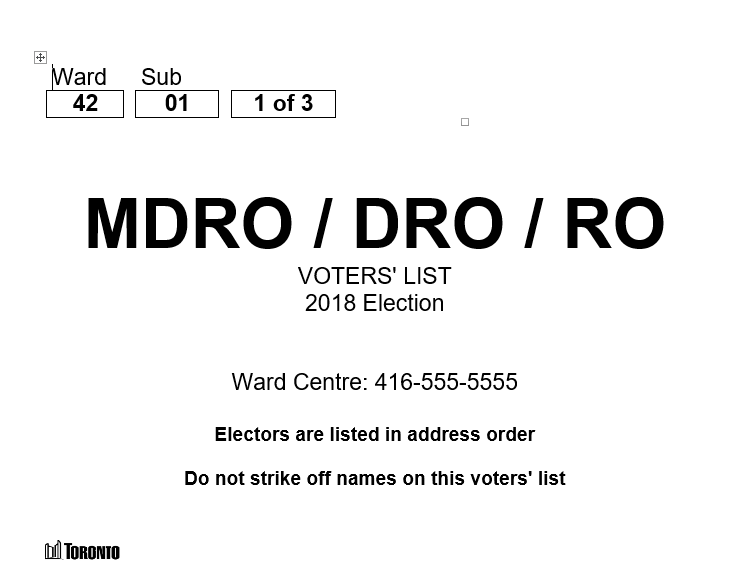 Ward Sub
42 01 1 of 3
MDRO / DRO / RO
VOTERS' LIST
2018 Election
Ward Centre: 416-555-5555
Electors are listed in address order
Do not strike off names on this voters' list
TORONTO